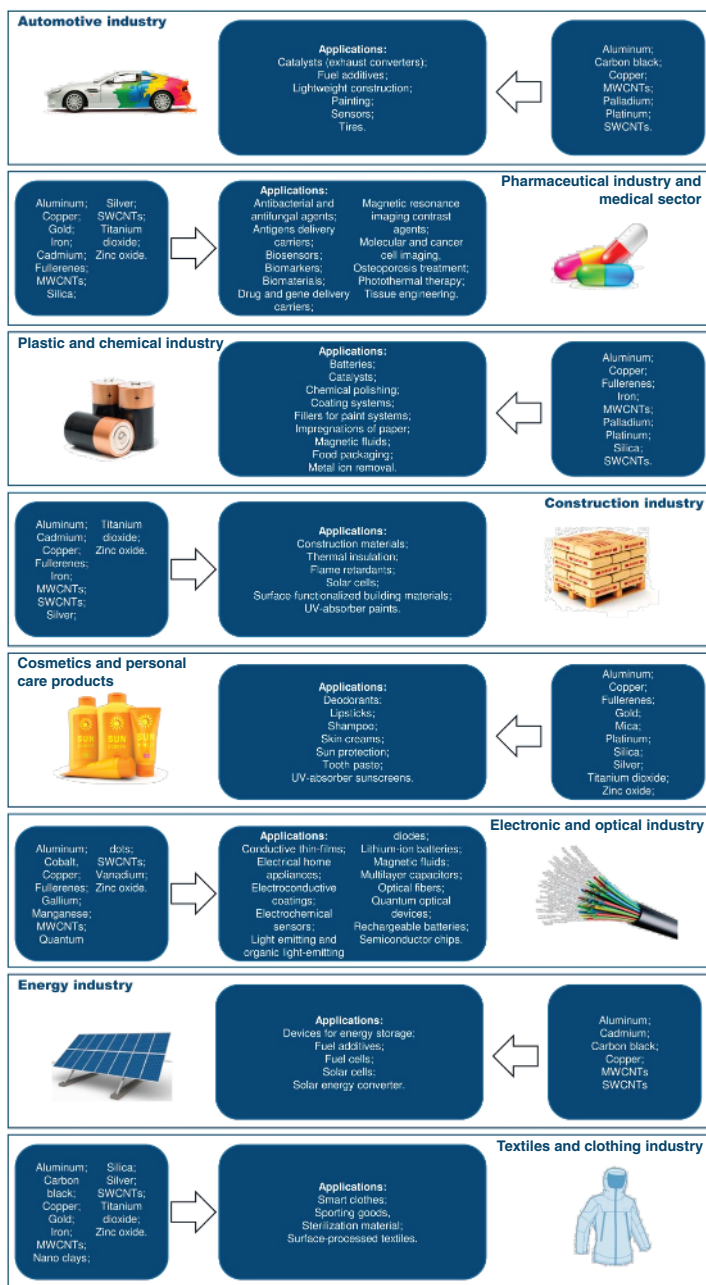 Automotive industry
Applications:
Catalysts (exhaust converters);
Fuel additives;
Lightweight construction;
Painting;
Sensors;
Tires.
Aluminum;
Carbon black;
Copper;
MWCNTs;
Palladium;
Platinum;
SWCNTs.
Aluminum;
Copper;
Gold;
Iron;
Cadmium;
Fullerenes;
MWCNTs;
Silica;
Silver;
SWCNTs;
Titanium
dioxide;
Zinc oxide.
Applications:
Antibacterial and
antifungal agents;
Antigens delivery
carriers;
Biosensors;
Biomarkers;
Biomaterials;
Drug and gene delivery
carriers;
Magnetic resonance
imaging contrast
agents;
Molecular and cancer
cell imaging.
Osteoporosis treatment;
Photothermal therapy;
Tissue engineering.
Pharmaceutical industry and
medical sector
Plastic and chemical industry
Applications:
Batteries;
Catalysts;
Chemical polishing;
Coating systems;
Fillers for paint systems;
Impregnations of paper;
Magnetic fluids;
Food packaging;
Metal ion removal.
Aluminum;
Copper;
Fullerenes;
Iron;
MWCNTs;
Palladium;
Platinum;
Silica;
SWCNTs.
Aluminum;
Cadmium;
Copper;
Fullerenes;
Iron;
MWCNTs;
SWCNTs;
Silver;
Titanium
dioxide;
Zinc oxide.
Applications:
Construction materials;
Thermal insulation;
Flame retardants;
Solar cells;
Surface-functionalized building materials;
UV-absorber paints.
Construction industry
Cosmetics and personal
care products
SUN
SUN
SUN
Applications:
Deodorants:
Lipsticks;
Shampoo;
Skin creams;
Sun protection;
Tooth paste;
UV-absorber sunscreens.
Aluminum;
Copper;
Fullerenes;
Gold;
Mica;
Platinum;
Silica;
Silver;
Titanium dioxide;
Zinc oxide;
Aluminum;
Cobalt,
Copper;
Fullerenes;
Gallium;
Manganese;
MWCNTs;
Quantum
dots;
SWCNTs;
Vanadium;
Zinc oxide.
Applications:
Conductive thin-films;
Electrical home
appliances;
Electroconductive
coatings;
Electrochemical
sensors;
Light emitting and
organic light-emitting
diodes;
Lithium-ion batteries;
Magnetic fluids;
Multilayer capacitors;
Optical fibers;
Quantum optical
devices;
Rechargeable batteries;
Semiconductor chips.
Electronic and optical industry
Energy industry
Applications:
Devices for energy storage;
Fuel additives;
Fuel cells;
Solar cells;
Solar energy converter.
Aluminum;
Cadmium;
Carbon black;
Copper;
MWCNTs
SWCNTs
Aluminum;
Carbon
black;
Copper;
Gold;
Iron;
MWCNTs;
Nano clays;
Silica;
Silver;
SWCNTs;
Titanium
dioxide;
Zinc oxide.
Applications:
Smart clothes;
Sporting goods,
Sterilization material;
Surface-processed textiles.
Textiles and clothing industry